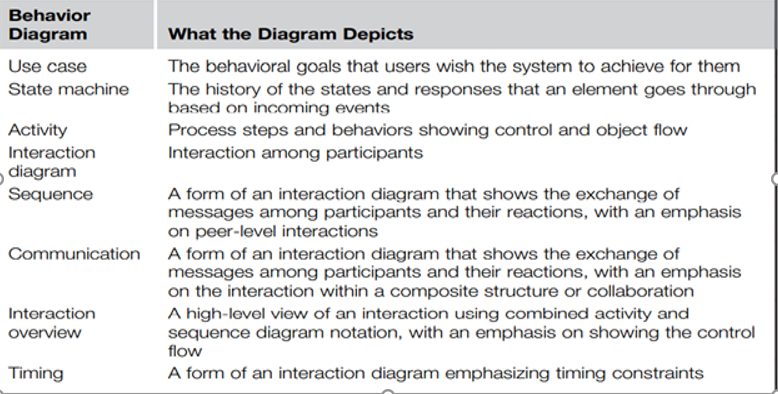 Behavior
Diagram What the Diagram Depicts
Use case The behavioral goals that users wish the system to achieve for them
State machine The history of the states and responses that an element goes through
based on incoming events
Activity Process steps and behaviors showing control and object flow
Interaction Interaction among participants
diagram
Sequence A form of an interaction diagram that shows the exchange of
messages among participants and their reactions, with an emphasis
on peer-level interactions
Communication A form of an interaction diagram that shows the exchange of
messages among participants and their reactions, with an emphasis
on the interaction within a composite structure or collaboration
Interaction A high-level view of an interaction using combined activity and
overview sequence diagram notation, with an emphasis on showing the control
flow
Timing A form of an interaction diagram emphasizing timing constraints